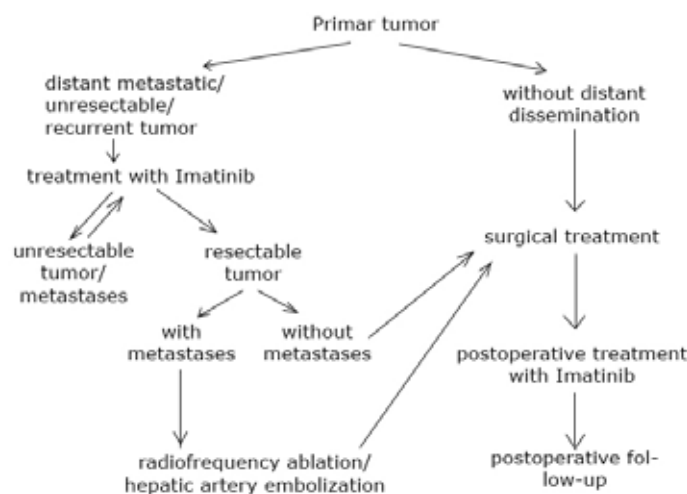 Primar tumor
distant metastatic/
unresectable/
recurrent tumor
without distant
dissemination
treatment with Imatinib
unresectable
tumor/
metastases
resectable
tumor
surgical treatment
with
metastases
without
metastases
postoperative treatment
with Imatinib
radiofrequency ablation/
hepatic artery embolization
postoperative fol-
low-up